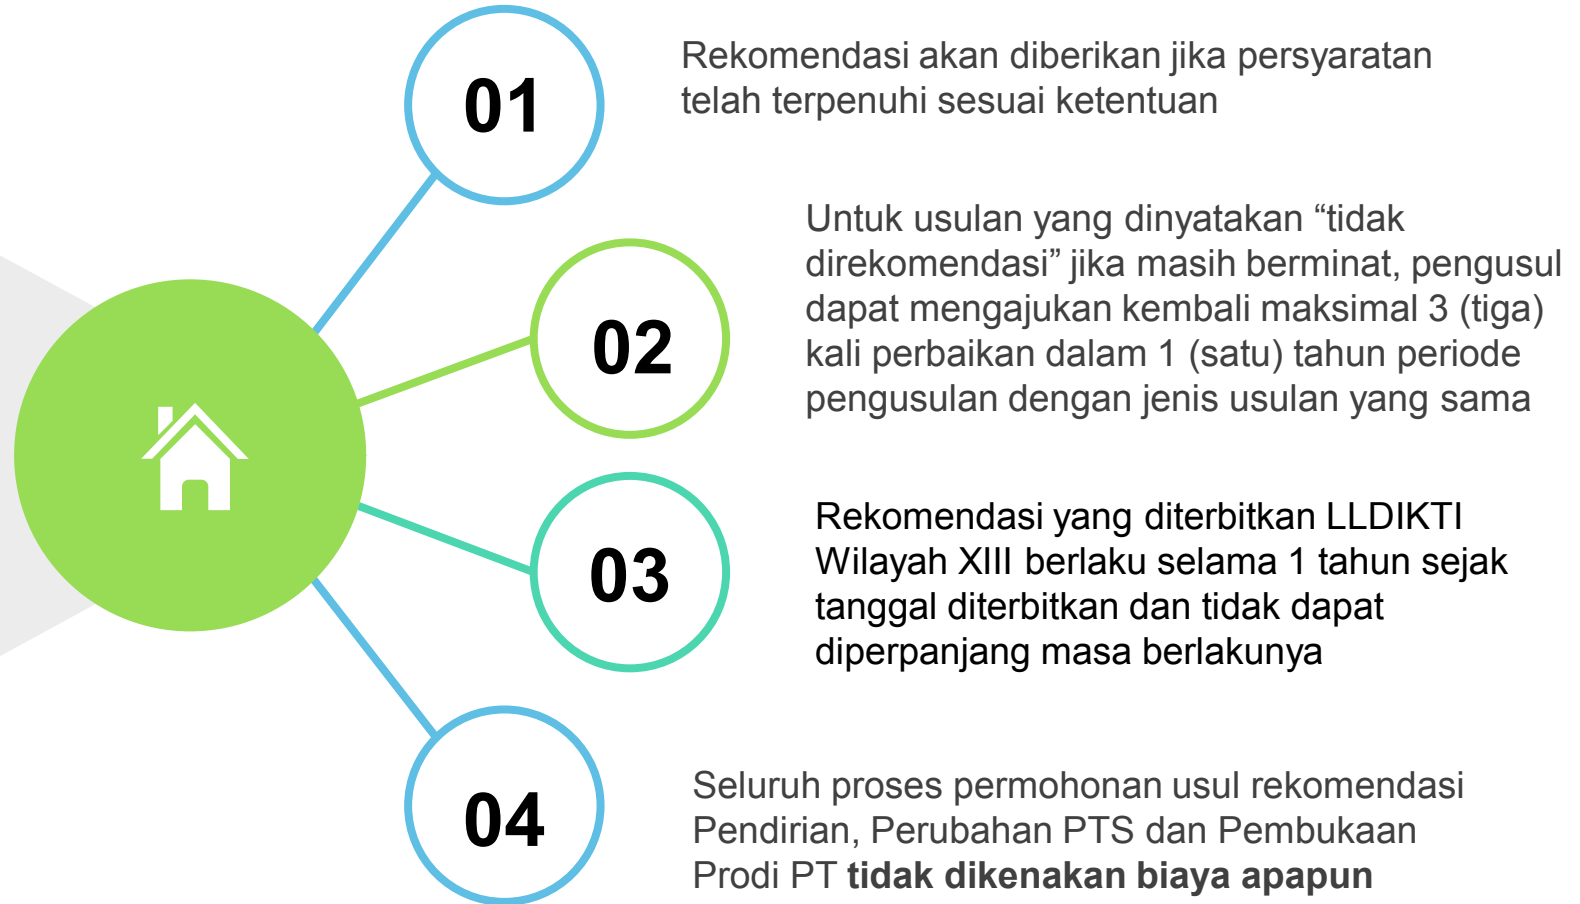 01
Rekomendasi akan diberikan jika persyaratan
telah terpenuhi sesuai ketentuan
02
Untuk usulan yang dinyatakan “tidak
direkomendasi” jika masih berminat, pengusul
dapat mengajukan kembali maksimal 3 (tiga)
kali perbaikan dalam 1 (satu) tahun periode
pengusulan dengan jenis usulan yang sama
03
Rekomendasi yang diterbitkan LLDIKTI
Wilayah XIII berlaku selama 1 tahun sejak
tanggal diterbitkan dan tidak dapat
diperpanjang masa berlakunya
04
Seluruh proses permohonan usul rekomendasi
Pendirian, Perubahan PTS dan Pembukaan
Prodi PT tidak dikenakan biaya apapun